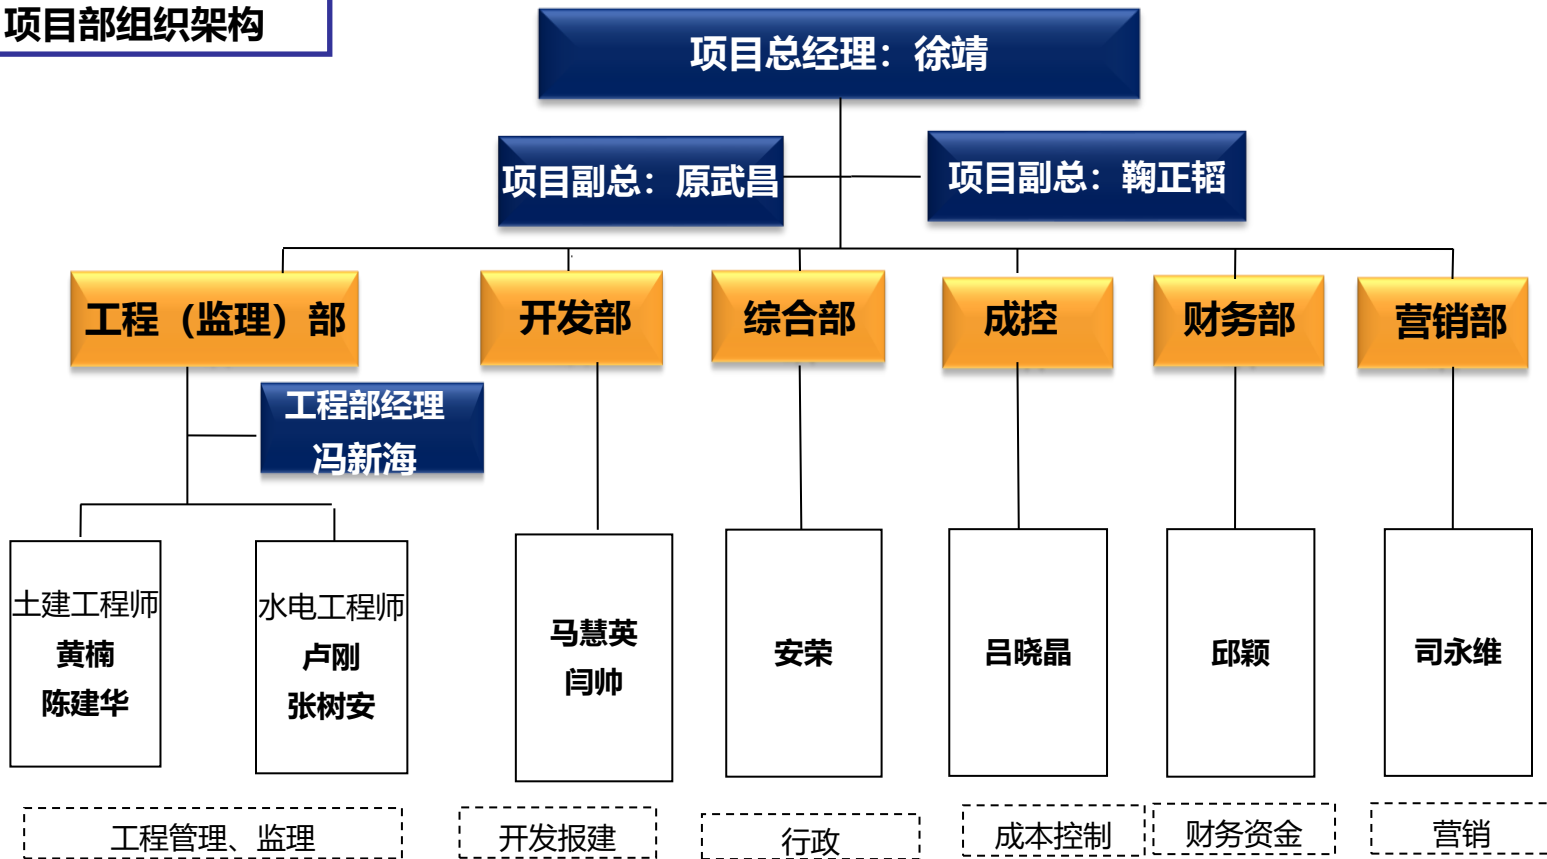 项目部组织架构
项目总经理：徐靖
项目副总：原武昌
项目副总：鞠正韬
工程（监理）部
开发部
综合部
成控
财务部
营销部
工程部经理
冯新海
土建工程师
黄楠
陈建华
水电工程师
卢刚
张树安
马慧英
闫帅
安荣
吕晓晶
邱颖
司永维
工程管理、监理
开发报建
行政
成本控制
财务资金
营销